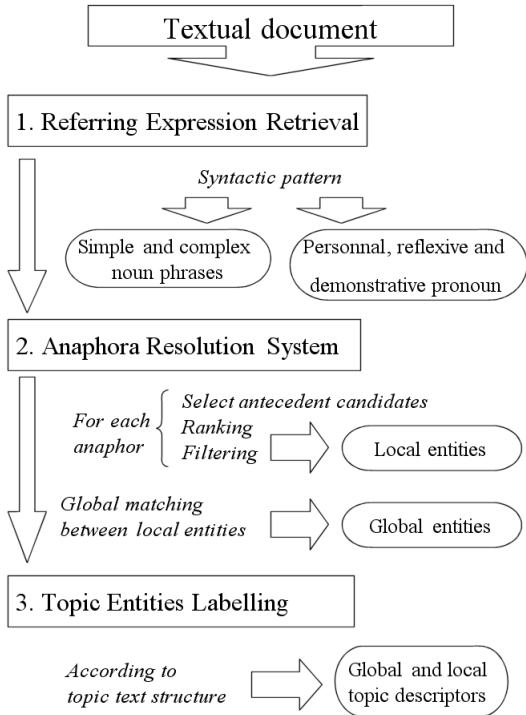 Textual document
1. Referring Expression Retrieval
Syntactic pattern
Simple and complex
noun phrases
Personnal, reflexive and
demonstrative pronoun
2. Anaphora Resolution System
For each
anaphor
Select antecedent candidates
Ranking
Filtering
Local entities
Global matching
between local entities
Global entities
3. Topic Entities Labelling
According to
topic text structure
Global and local
topic descriptors